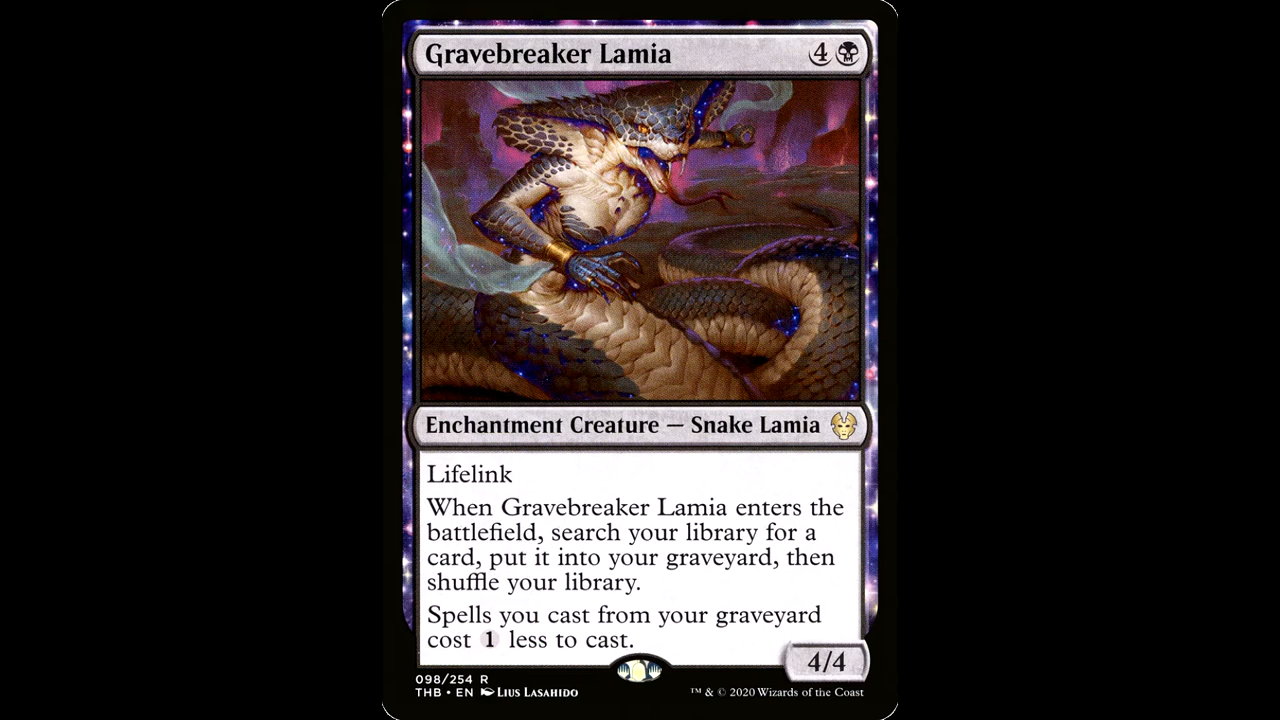 Gravebreaker Lamia 4
Enchantment Creature — Snake Lamia
Lifelink
When Gravebreaker Lamia enters the
battlefield, search your library for a
card, put it into your graveyard, then
shuffle your library.
Spells you cast from your graveyard
cost 1 less to cast.
4/4
098/254 R
THB • EN Lius Lasahido
™ & © 2020 Wizards of the Coast